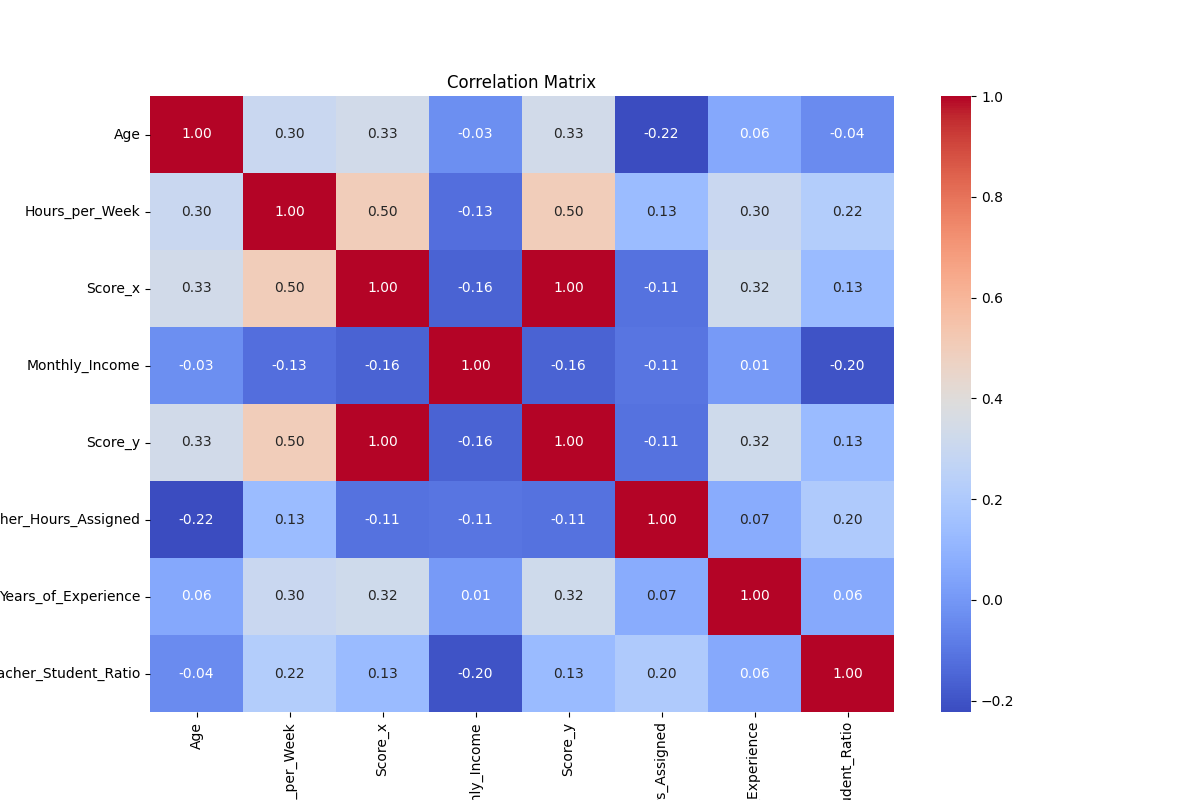 Correlation Matrix
Age 1.00 0.30 0.33 -0.03 0.33 -0.22 0.06 -0.04
Hours_per_Week 0.30 1.00 0.50 -0.13 0.50 0.13 0.30 0.22
Score_x 0.33 0.50 1.00 -0.16 1.00 -0.11 0.32 0.13
Monthly_Income -0.03 -0.13 -0.16 1.00 -0.16 -0.11 0.01 -0.20
Score_y 0.33 0.50 1.00 -0.16 1.00 -0.11 0.32 0.13
her_Hours_Assigned -0.22 0.13 -0.11 -0.11 -0.11 1.00 0.07 0.20
Years_of_Experience 0.06 0.30 0.32 0.01 0.32 0.07 1.00 0.06
acher_Student_Ratio -0.04 0.22 0.13 -0.20 0.13 0.20 0.06 1.00
Age
_per_Week
Score_x
nly_Income
Score_y
s_Assigned
Experience
udent_Ratio
1.0
0.8
0.6
0.4
0.2
0.0
−0.2